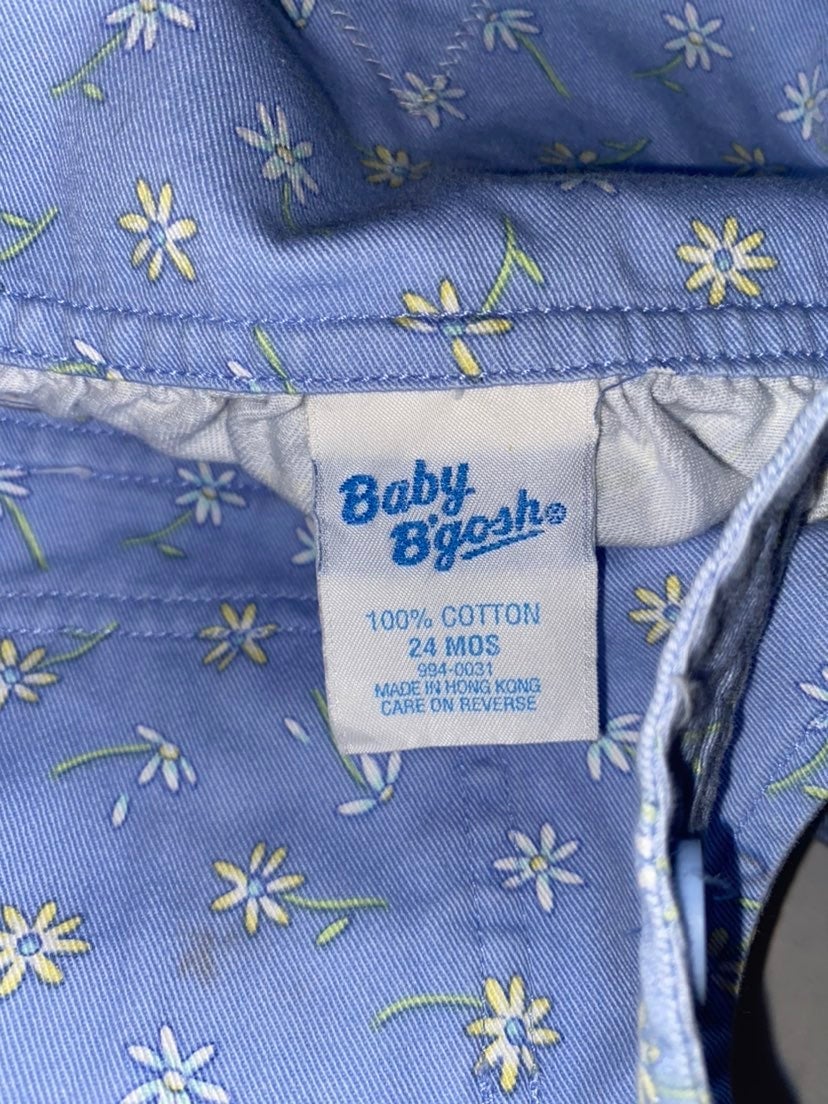 Baby
B'gosh®
100% COTTON
24 MOS
994-0031
MADE IN HONG KONG
CARE ON REVERSE